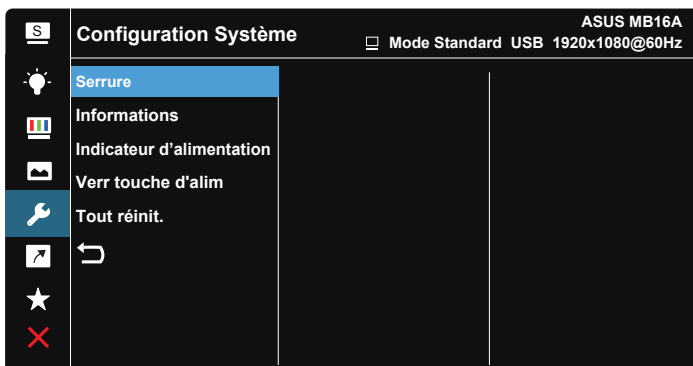 S
Configuration Système
ASUS MB16A
Mode Standard USB 1920x1080@60Hz
Serrure
Informations
Indicateur d’alimentation
Verr touche d'alim
Tout réinit.